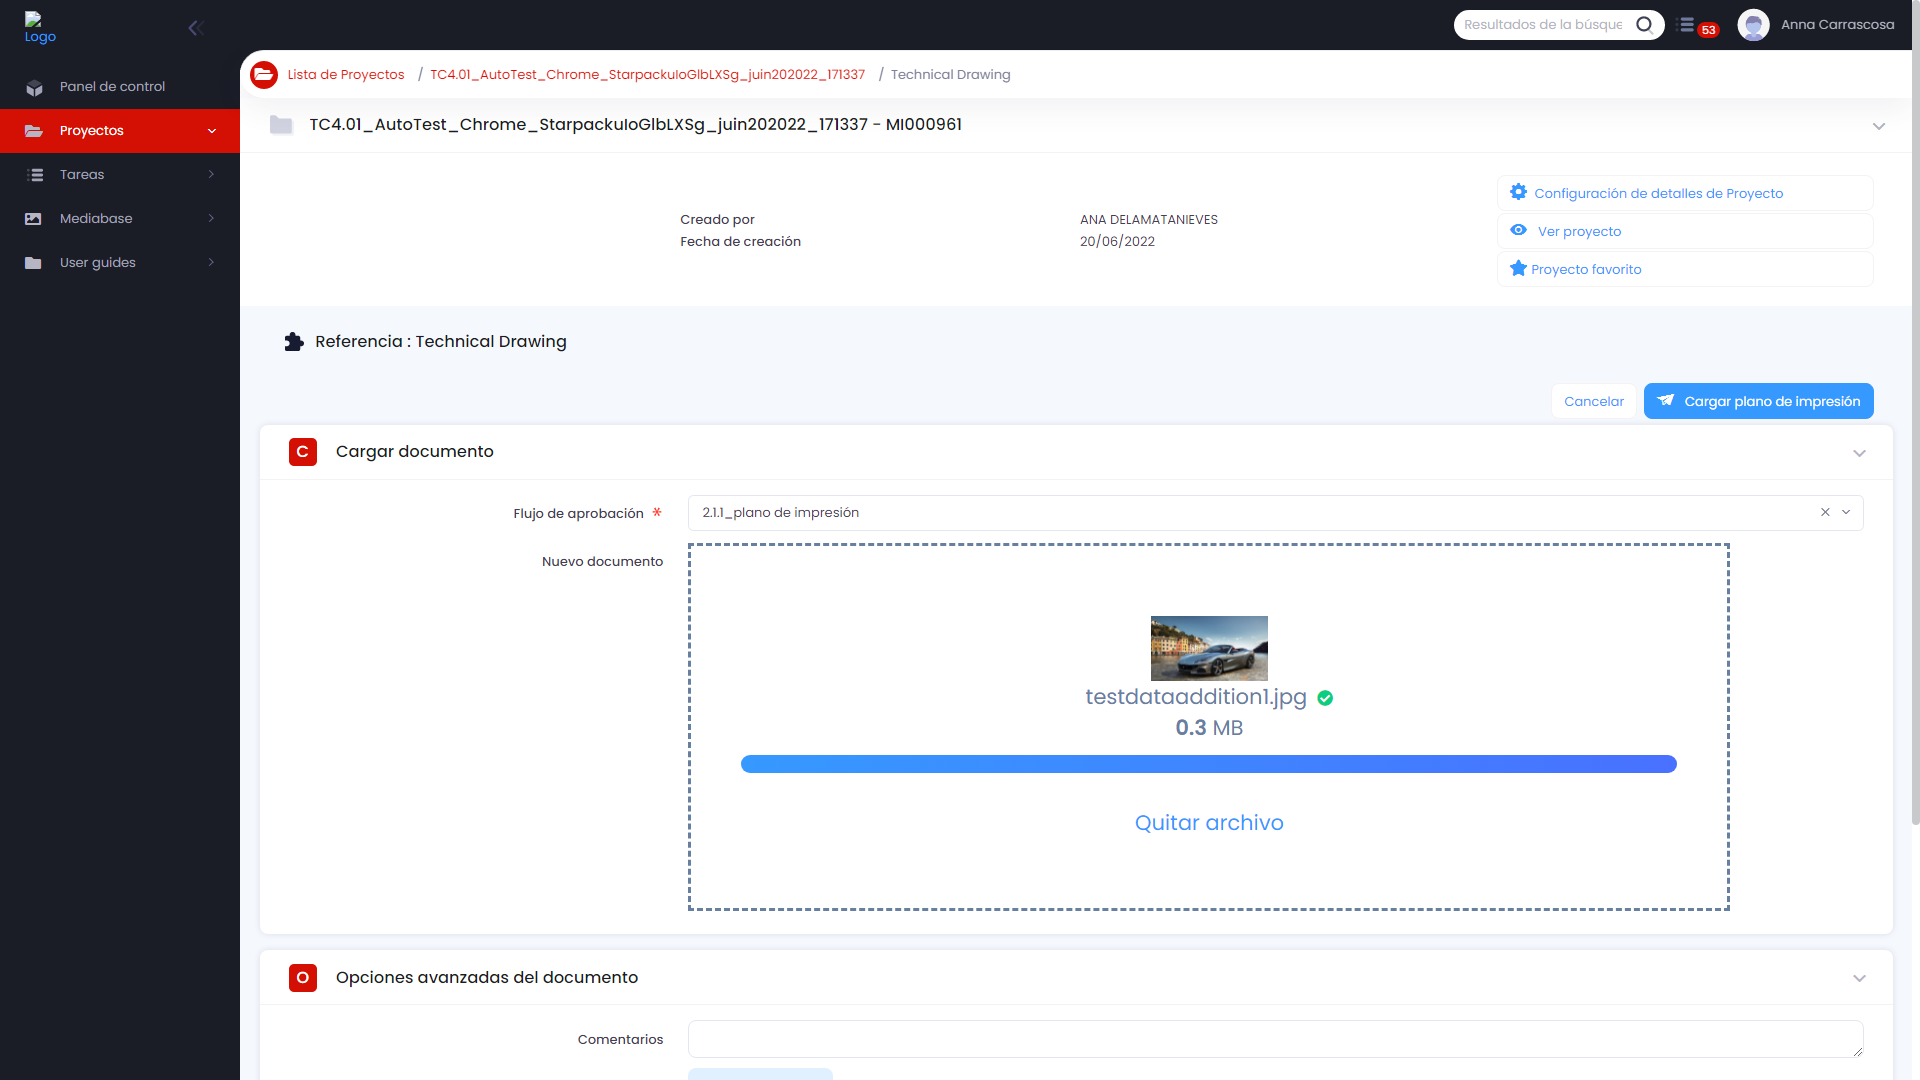 Logo
Resultados de la búsque
53
Anna Carrascosa
Panel de control
Proyectos
Tareas
Mediabase
User guides
Lista de Proyectos / TC4.01_AutoTest_Chrome_StarpackuIoGlbLXSg_juin202022_171337 / Technical Drawing
TC4.01_AutoTest_Chrome_StarpackuIoGlbLXSg_juin202022_171337 - MI000961
Creado por ANA DELAMATANIEVES
Fecha de creación 20/06/2022
Configuración de detalles de Proyecto
Ver proyecto
Proyecto favorito
Referencia : Technical Drawing
Cancelar
Cargar plano de impresión
C Cargar documento
Flujo de aprobación * 2.1.1_plano de impresión
Nuevo documento
testdataaddition1.jpg
0.3 MB
Quitar archivo
O Opciones avanzadas del documento
Comentarios